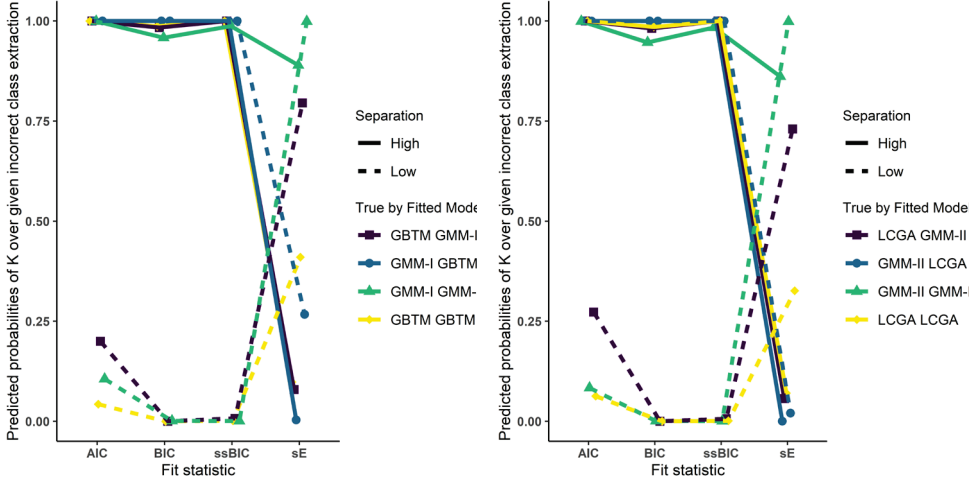 Predicted probabilities of K over given incorrect class extraction
1.00
0.75
0.50
0.25
0.00
AIC
BIC
ssBIC
sE
Fit statistic
Separation
High
Low
True by Fitted Model
GBTM GMM-I
GMM-I GBTM
GMM-I GMM-
GBTM GBTM
Predicted probabilities of K over given incorrect class extraction
1.00
0.75
0.50
0.25
0.00
AIC
BIC
ssBIC
sE
Fit statistic
Separation
High
Low
True by Fitted Model
LCGA GMM-II
GMM-II LCGA
GMM-II GMM-I
LCGA LCGA